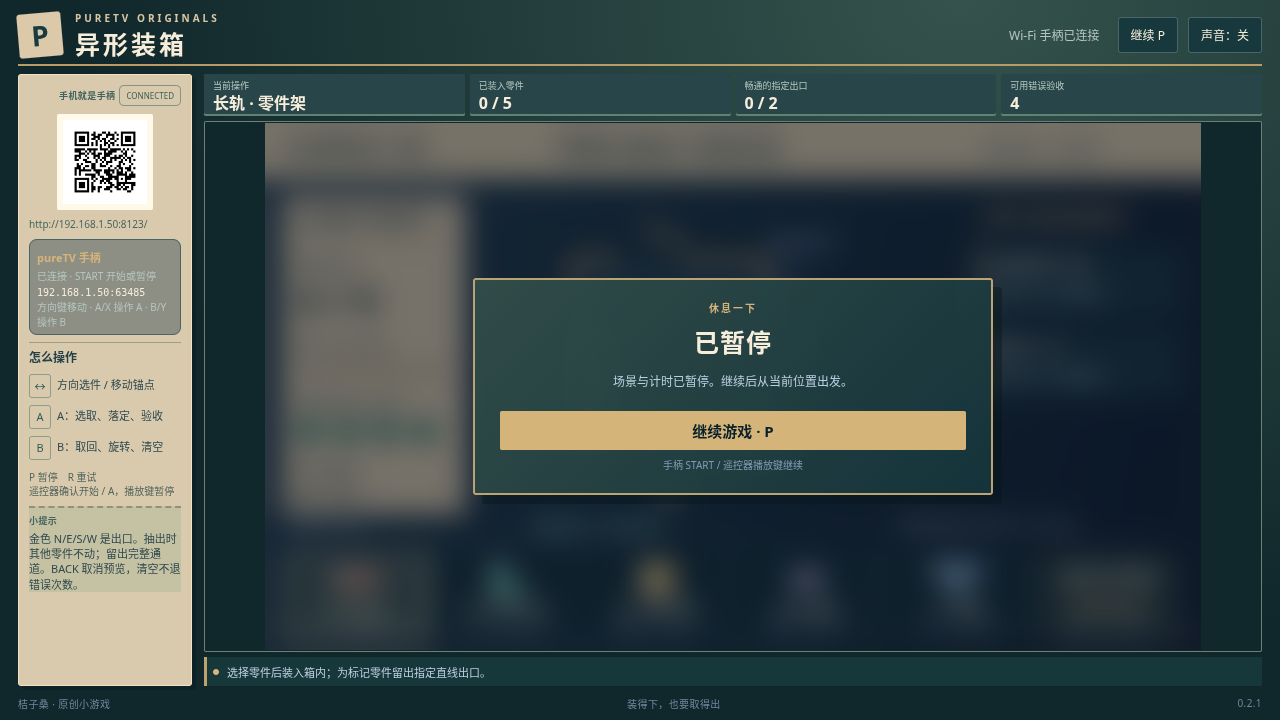 P
PURETV ORIGINALS
异形装箱
Wi-Fi 手柄已连接
继续 P
声音：关
手机就是手柄
CONNECTED
http://192.168.1.50:8123/
pureTV 手柄
已连接 · START 开始或暂停
192.168.1.50:63485
方向键移动 · A/X 操作 A · B/Y
操作 B
怎么操作
↔ 方向选件 / 移动锚点
A A：选取、落定、验收
B B：取回、旋转、清空
P 暂停 R 重试
遥控器确认开始 / A，播放键暂停
小提示
金色 N/E/S/W 是出口。抽出时
其他零件不动；留出完整通
道。BACK 取消预览，清空不退
错误次数。
当前操作
长轨 · 零件架
已装入零件
0 / 5
畅通的指定出口
0 / 2
可用错误验收
4
休息一下
已暂停
场景与计时已暂停。继续后从当前位置出发。
继续游戏 · P
手柄 START / 遥控器播放键继续
选择零件后装入箱内；为标记零件留出指定直线出口。
桔子桑 · 原创小游戏
装得下，也要取得出
0.2.1